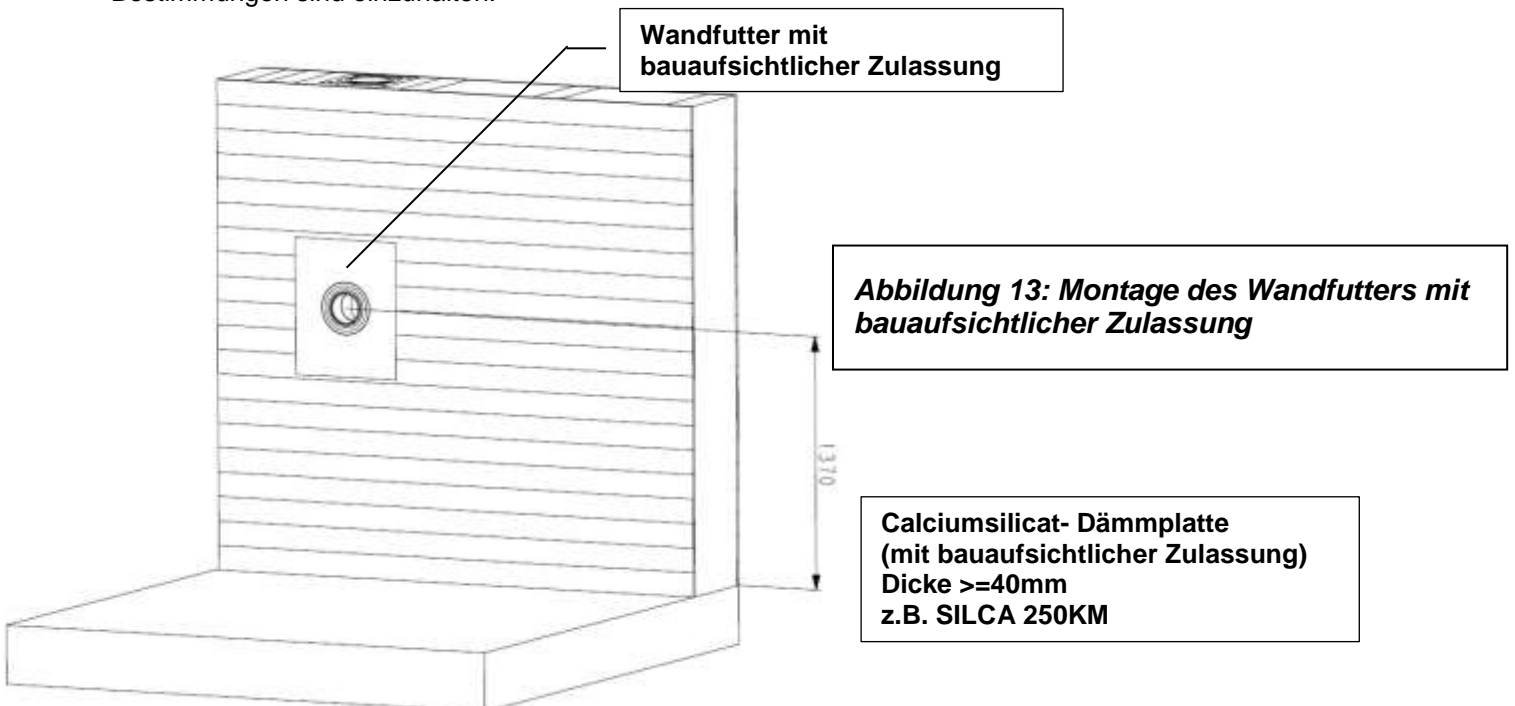 Bestimmungen sind einzuhalten.
Wandfutter mit
bauaufsichtlicher Zulassung
Abbildung 13: Montage des Wandfutters mit
bauaufsichtlicher Zulassung
1370
Calciumsilicat- Dämmplatte
(mit bauaufsichtlicher Zulassung)
Dicke >=40mm
z.B. SILCA 250KM